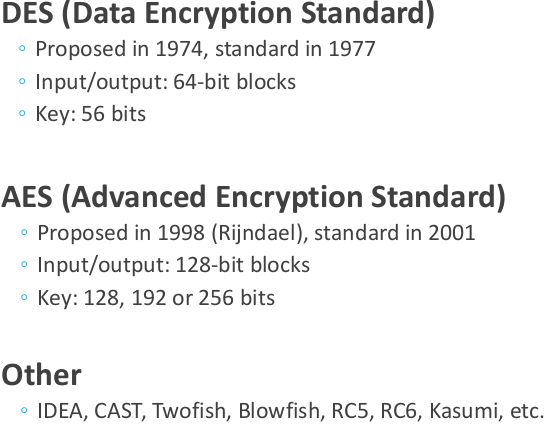 DES (Data Encryption Standard)
◦ Proposed in 1974, standard in 1977
◦ Input/output: 64-bit blocks
◦ Key: 56 bits
AES (Advanced Encryption Standard)
◦ Proposed in 1998 (Rijndael), standard in 2001
◦ Input/output: 128-bit blocks
◦ Key: 128, 192 or 256 bits
Other
◦ IDEA, CAST, Twofish, Blowfish, RC5, RC6, Kasumi, etc.